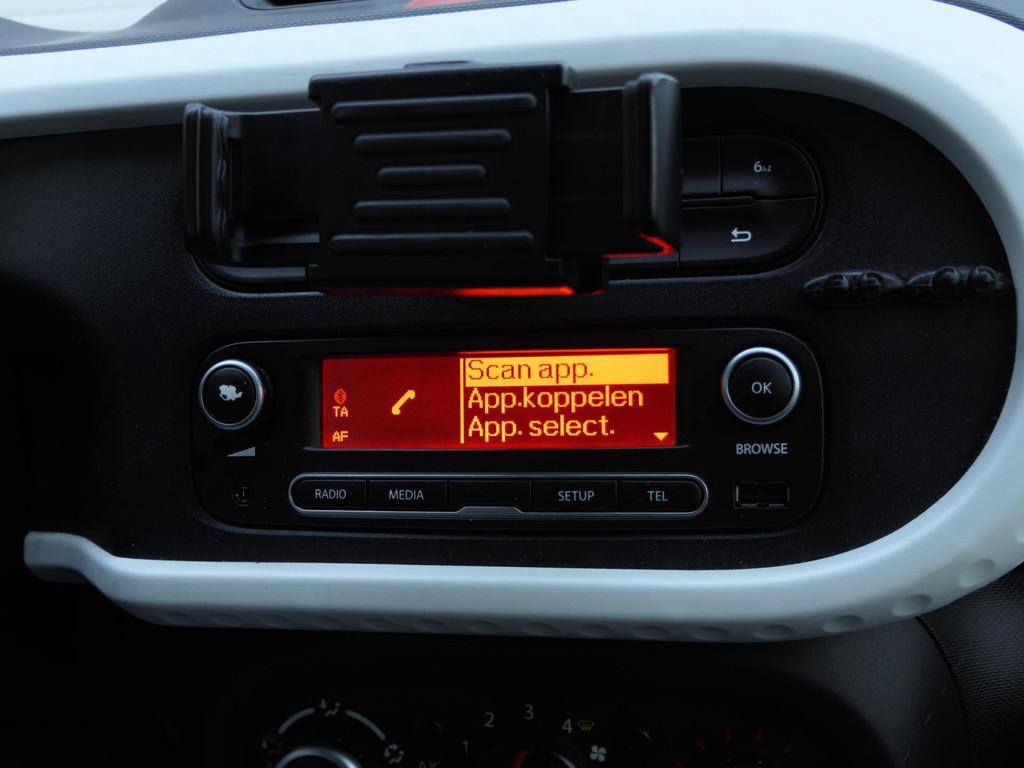 6 A-Z
Scan app.
App.koppelen
App. select.
TA
AF
OK
BROWSE
RADIO
MEDIA
SETUP
TEL
1 2 3 4
A/C